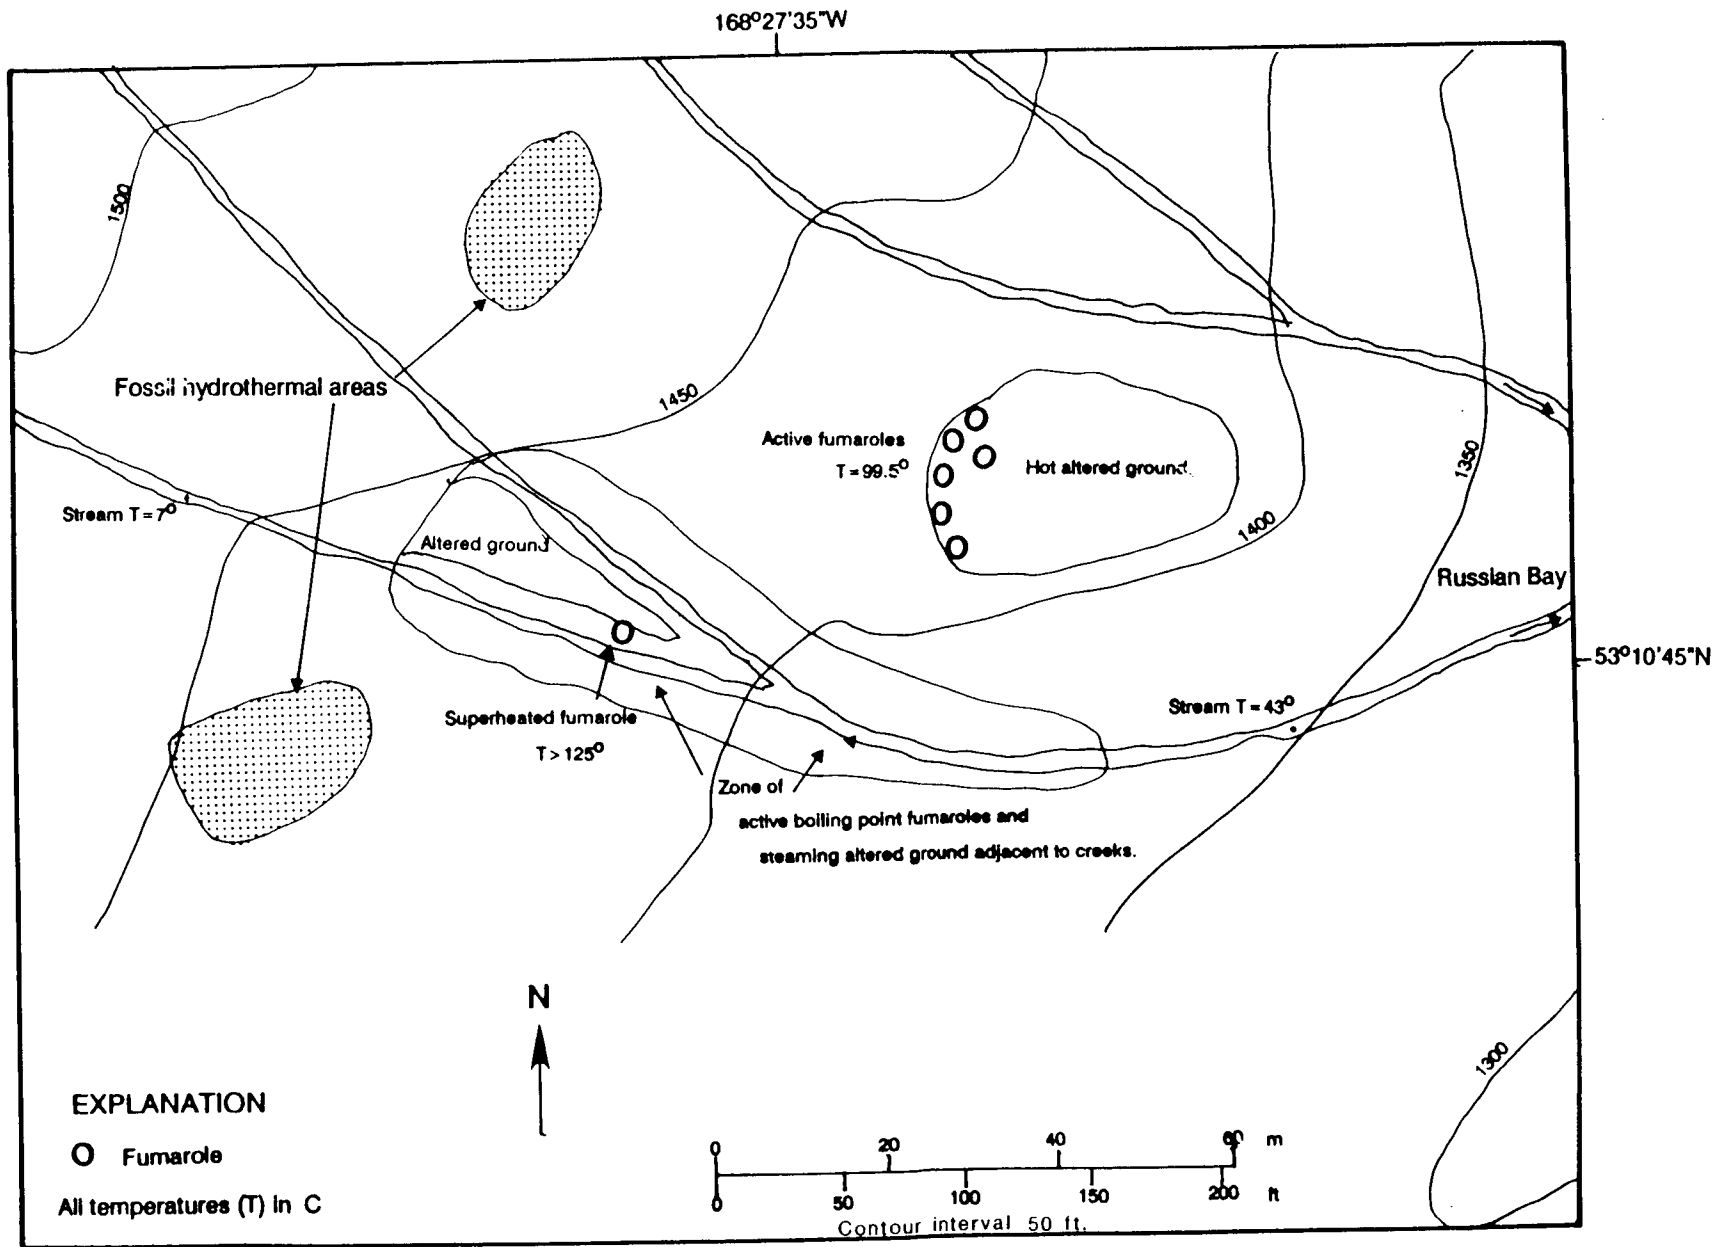 168°27'35"W
1500
Fossil hydrothermal areas
1450
Active fumaroles
T = 99.5°
Hot altered ground
1400
1350
Stream T = 7°
Altered ground
Russian Bay
53°10'45"N
Superheated fumarole
T > 125°
Stream T = 43°
Zone of
active boiling point fumaroles and
steaming altered ground adjacent to creeks.
N
1300
EXPLANATION
O Fumarole
All temperatures (T) in C
0 20 40 60 m
0 50 100 150 200 ft
Contour interval 50 ft.